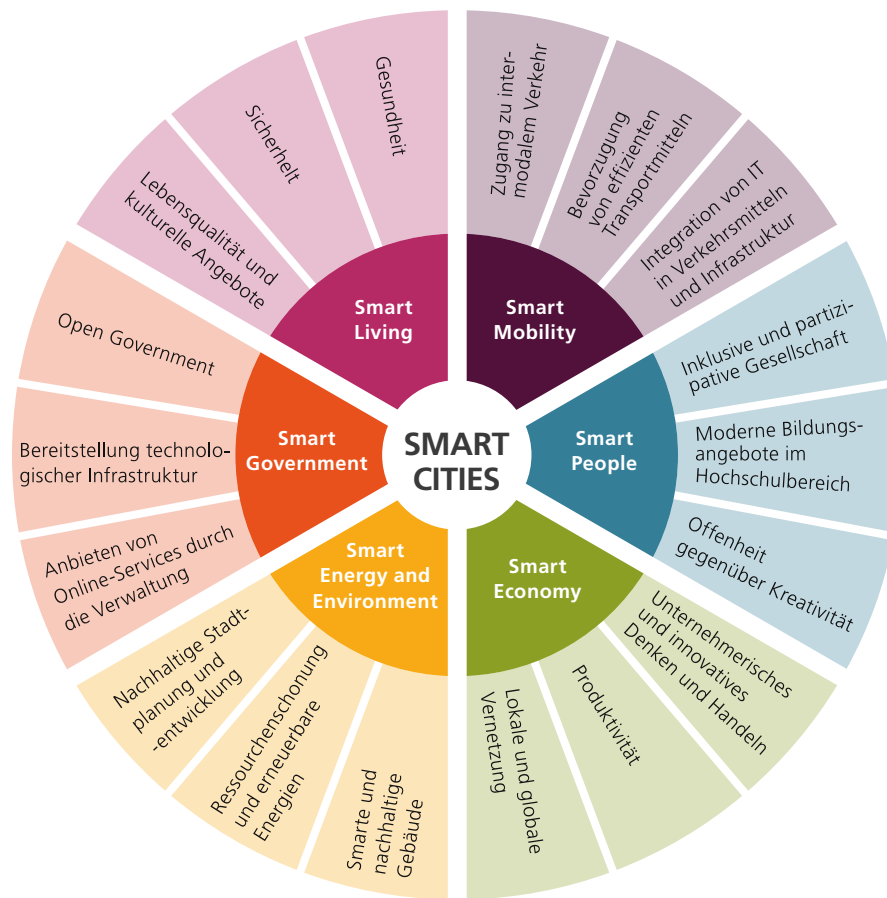 SMART
CITIES
Smart
Mobility
Zugang zu inter-
modalem Verkehr
Bevorzugung
von effizienten
Transportmitteln
Integration von IT
in Verkehrsmitteln
und Infrastruktur
Smart
People
Inklusive und partizi-
pative Gesellschaft
Moderne Bildungs-
angebote im
Hochschulbereich
Offenheit
gegenüber Kreativität
Smart
Economy
Unternehmerisches
und innovatives
Denken und Handeln
Produktivität
Lokale und globale
Vernetzung
Smart
Energy and
Environment
Smarte und
nachhaltige
Gebäude
Ressourchenschonung
und erneuerbare
Energien
Nachhaltige Stadt-
planung und
-entwicklung
Smart
Government
Anbieten von
Online-Services durch
die Verwaltung
Bereitstellung technolo-
gischer Infrastruktur
Open Government
Smart
Living
Lebensqualität und
kulturelle Angebote
Sicherheit
Gesundheit